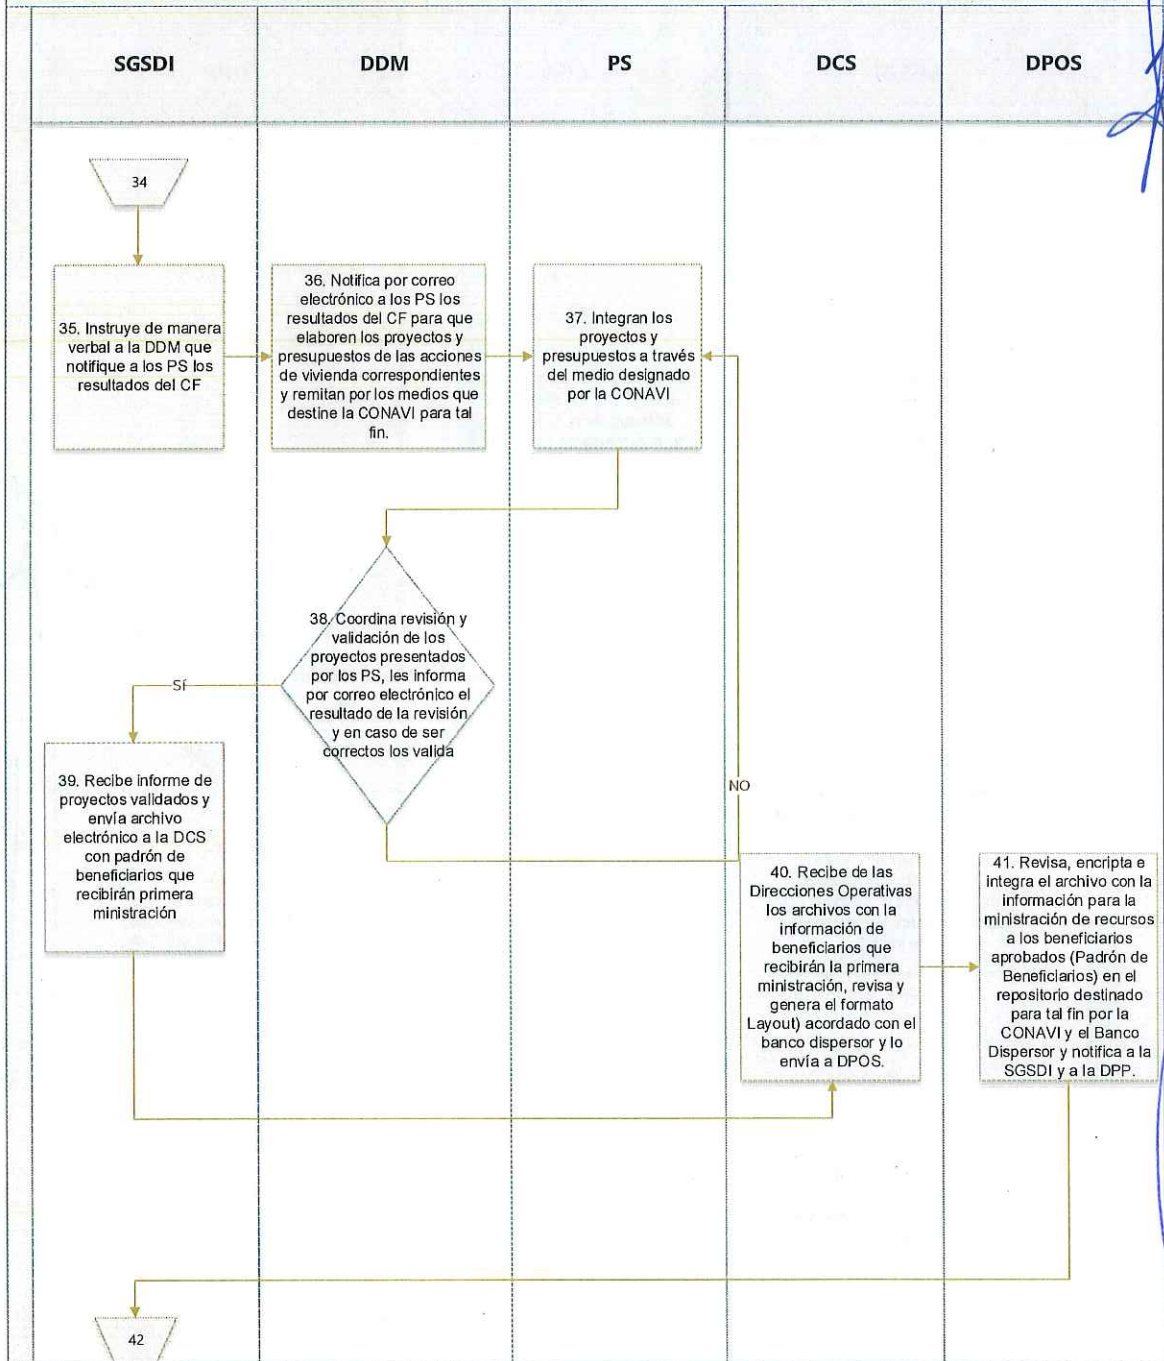 SGSDI
DDM
PS
DCS
DPOS
34
35. Instruye de manera
verbal a la DDM que
notifique a los PS los
resultados del CF
36. Notifica por correo
electrónico a los PS los
resultados del CF para que
elaboren los proyectos y
presupuestos de las acciones
de vivienda correspondientes
y remitan por los medios que
destine la CONAVI para tal
fin.
37. Integran los
proyectos y
presupuestos a través
del medio designado
por la CONAVI
38. Coordina revisión y
validación de los
proyectos presentados
por los PS, les informa
por correo electrónico el
resultado de la revisión
y en caso de ser
correctos los valida
Sí
NO
39. Recibe informe de
proyectos validados y
envía archivo
electrónico a la DCS
con padrón de
beneficiarios que
recibirán primera
ministración
40. Recibe de las
Direcciones Operativas
los archivos con la
información de
beneficiarios que
recibirán la primera
ministración, revisa y
genera el formato
Layout) acordado con el
banco dispersor y lo
envía a DPOS.
41. Revisa, encripta e
integra el archivo con la
información para la
ministración de recursos
a los beneficiarios
aprobados (Padrón de
Beneficiarios) en el
repositorio destinado
para tal fin por la
CONAVI y el Banco
Dispersor y notifica a la
SGSDI y a la DPP.
42